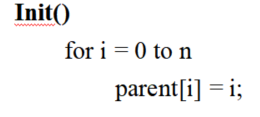 Init()
for i = 0 to n
parent[i] = i;